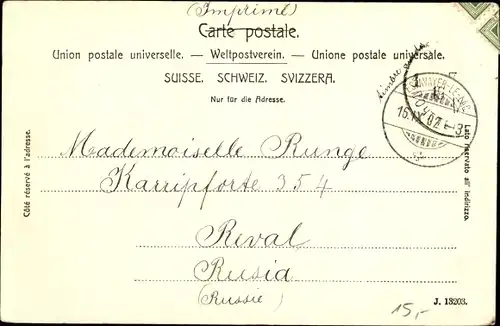 (Imprimé)
Carte postale.
Union postale universelle. — Weltpostverein. — Unione postale universale.
SUISSE. SCHWEIZ. SVIZZERA.
Nur für die Adresse.
Côté réservé à l'adresse.
Lato riservato all' indirizzo.
Mademoiselle Runge
Karripforte 354
Reval
Rusia
(Russie)
15,-
J. 13203.